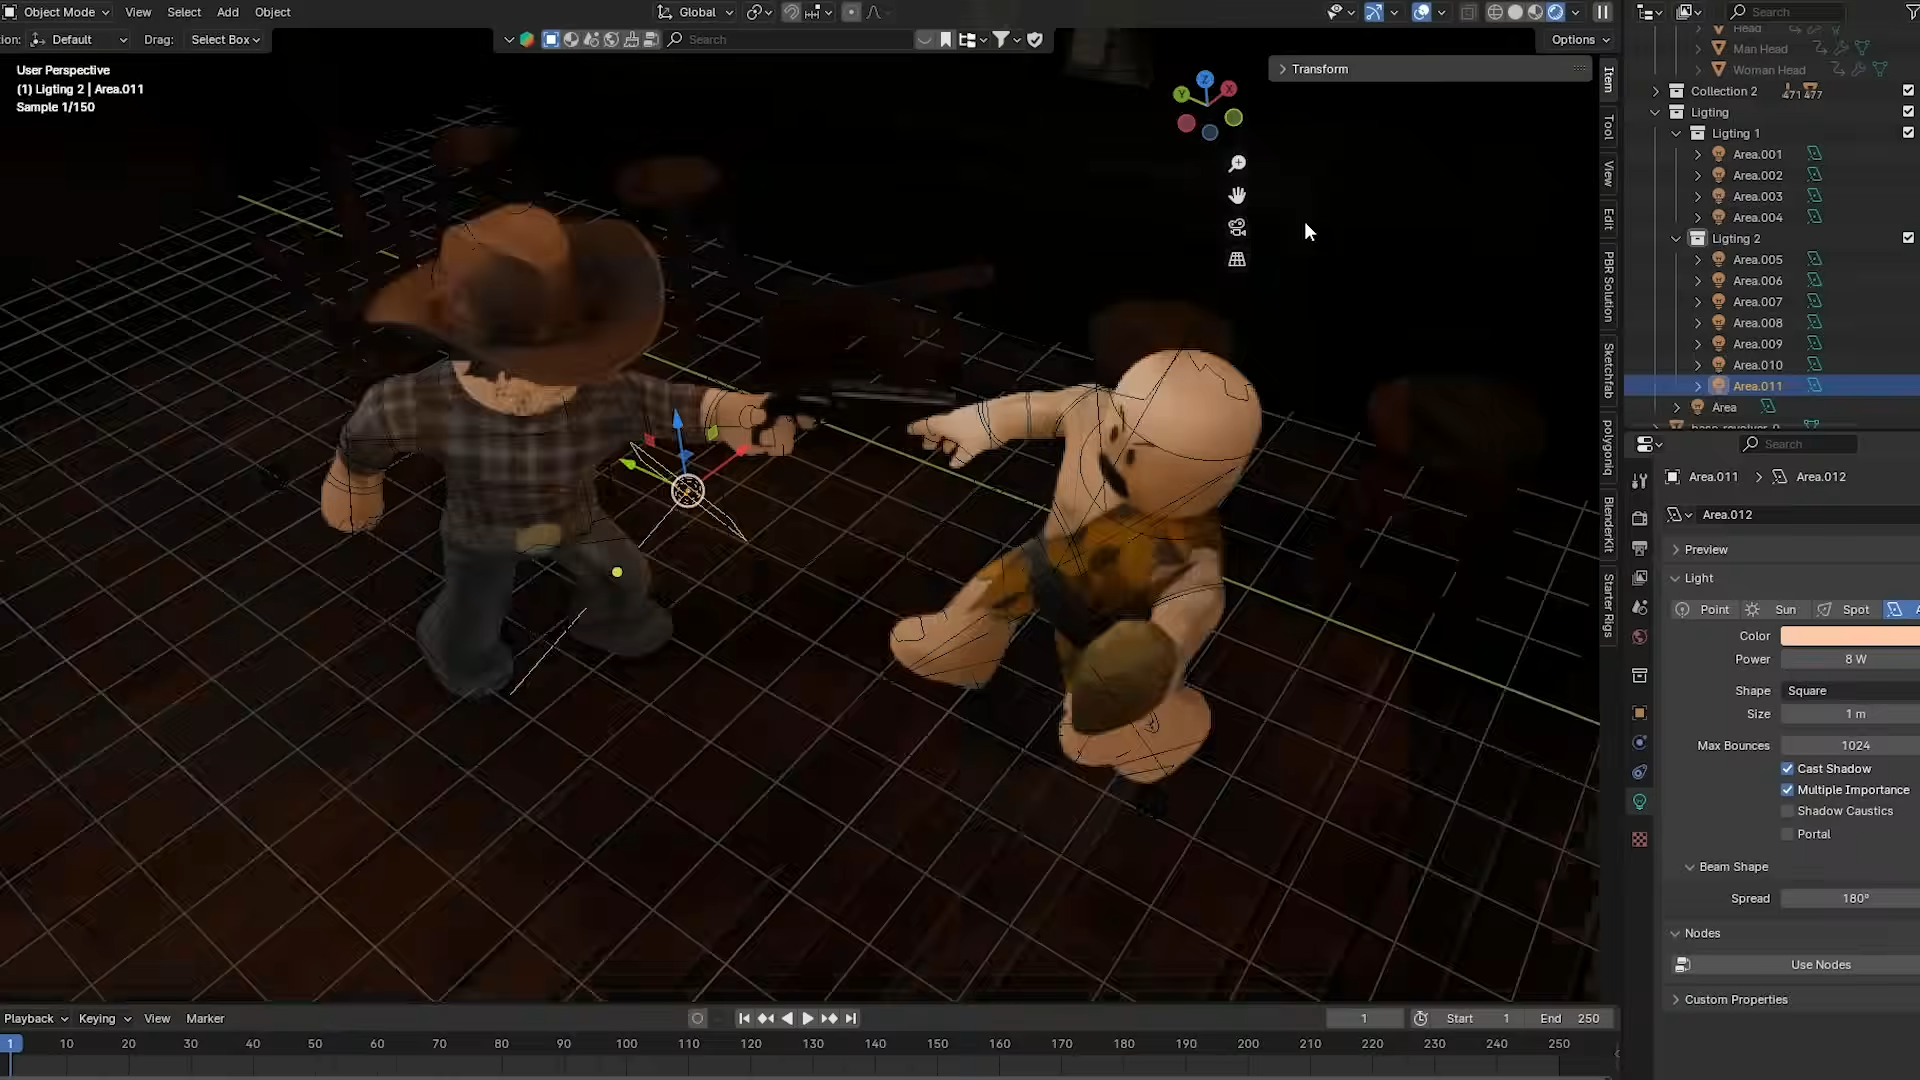 Object Mode View Select Add Object Global Search
ion: Default Drag: Select Box Search Options
User Perspective
(1) Ligting 2 | Area.011
Sample 1/150
Transform
Item
Tool
View
Edit
PBR Solution
Sketchfab
polygoniq
BlenderKit
Starter Rigs
Head
Man Head
Woman Head
Collection 2 471 477
Ligting
Ligting 1
Area.001
Area.002
Area.003
Area.004
Ligting 2
Area.005
Area.006
Area.007
Area.008
Area.009
Area.010
Area.011
Area
Search
Area.011 Area.012
Area.012
Preview
Light
Point Sun Spot A
Color
Power 8 W
Shape Square
Size 1 m
Max Bounces 1024
Cast Shadow
Multiple Importance
Shadow Caustics
Portal
Beam Shape
Spread 180°
Nodes
Use Nodes
Custom Properties
Playback Keying View Marker 1 Start 1 End 250
1 10 20 30 40 50 60 70 80 90 100 110 120 130 140 150 160 170 180 190 200 210 220 230 240 250
X
Y
Z